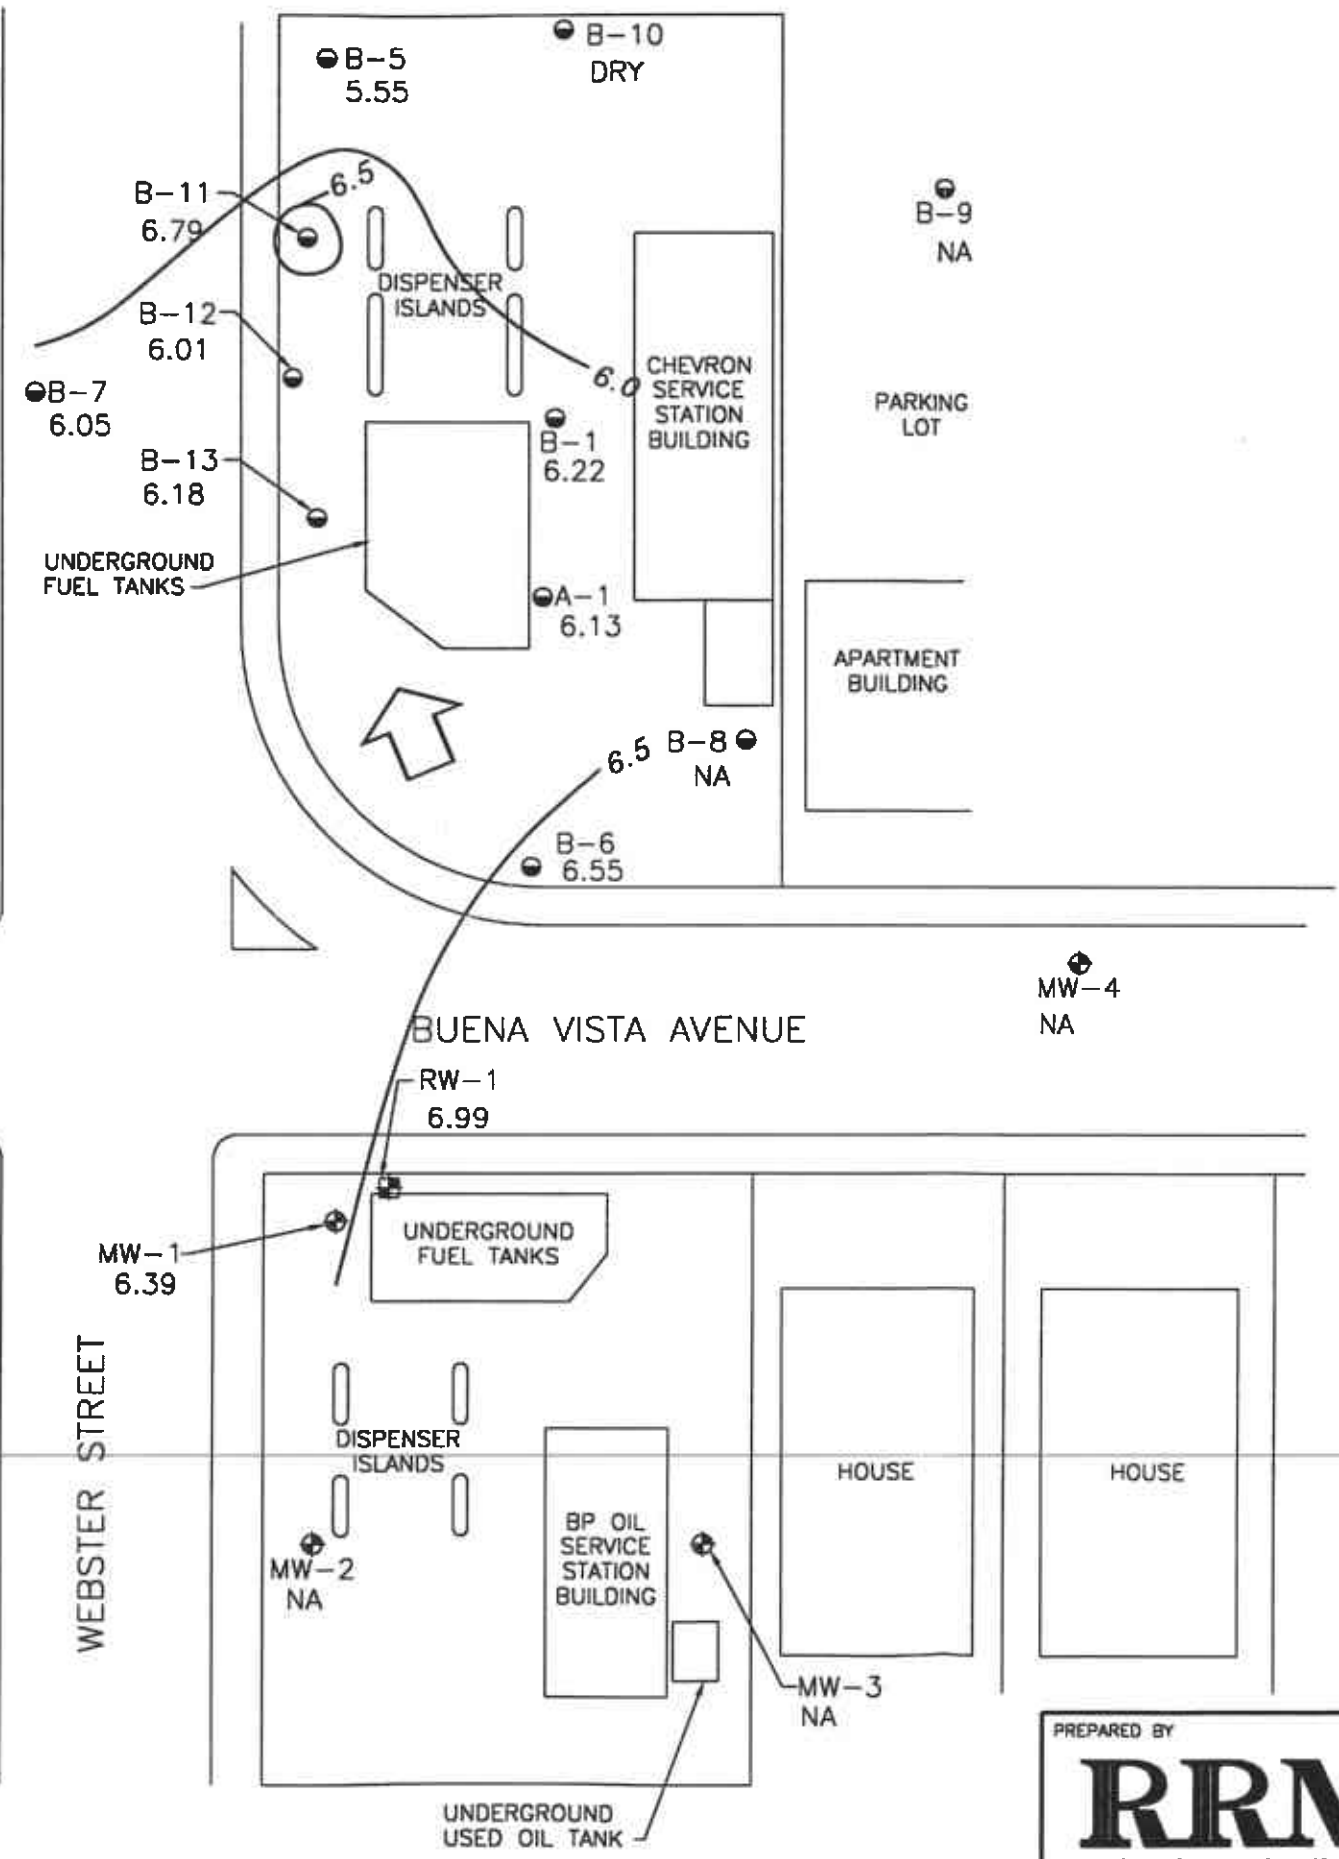 B-10
DRY
B-5
5.55
6.5
B-11
6.79
B-9
NA
DISPENSER
ISLANDS
B-12
6.01
6.0
CHEVRON
SERVICE
STATION
BUILDING
B-7
6.05
PARKING
LOT
B-1
6.22
B-13
6.18
UNDERGROUND
FUEL TANKS
A-1
6.13
APARTMENT
BUILDING
6.5
B-8
NA
B-6
6.55
MW-4
NA
BUENA VISTA AVENUE
RW-1
6.99
UNDERGROUND
FUEL TANKS
MW-1
6.39
WEBSTER STREET
DISPENSER
ISLANDS
HOUSE
HOUSE
BP OIL
SERVICE
STATION
BUILDING
MW-2
NA
MW-3
NA
PREPARED BY
RRM
UNDERGROUND
USED OIL TANK